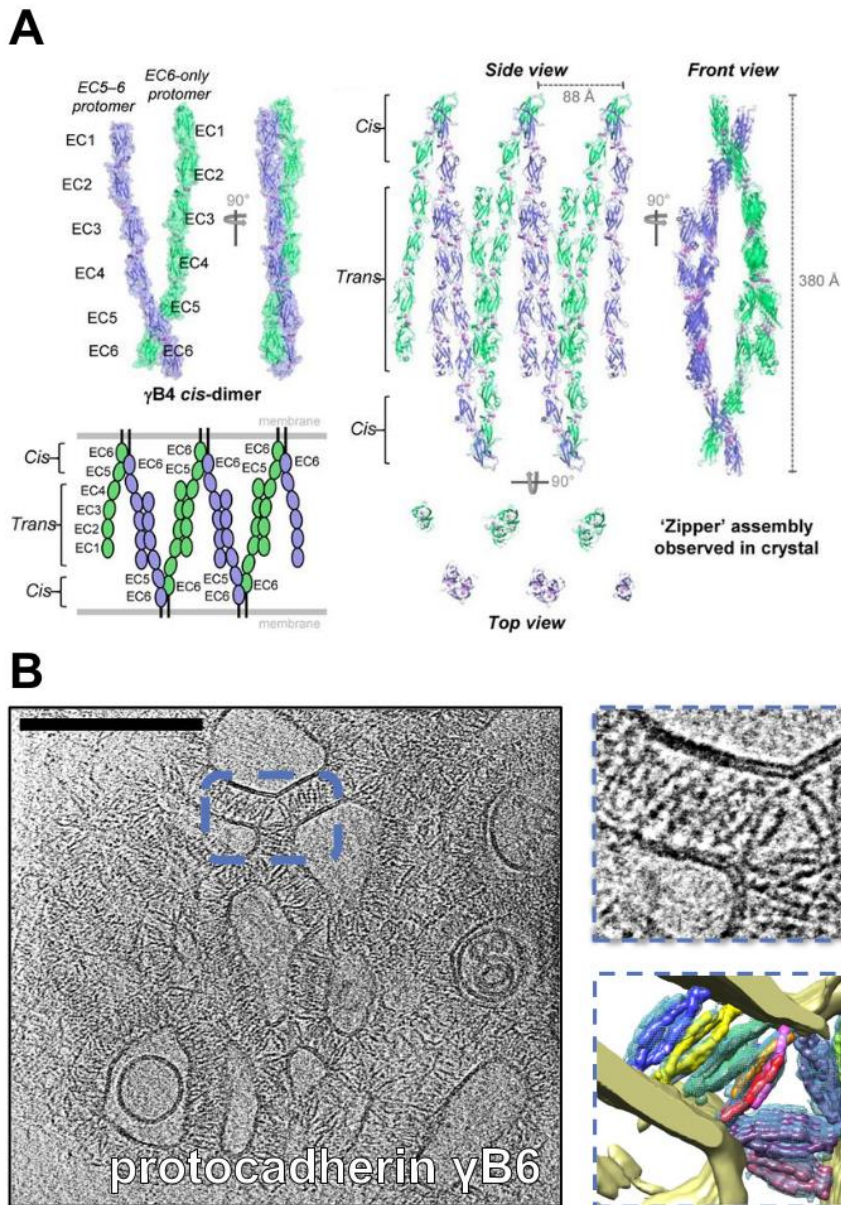 A
EC5–6
protomer
EC6-only
protomer
EC1
EC2
EC3
EC4
EC5
EC6
EC1
EC2
EC3
EC4
EC5
EC6
90°
γB4 cis-dimer
membrane
Cis
Trans
Cis
EC6
EC5
EC4
EC3
EC2
EC1
EC6
EC6
EC5
EC6
EC6
EC5
EC6
EC5
EC6
EC6
EC5
EC6
EC6
membrane
Side view
88 Å
Cis
Trans
Cis
90°
Top view
Front view
90°
380 Å
‘Zipper’ assembly
observed in crystal
B
protocadherin γB6